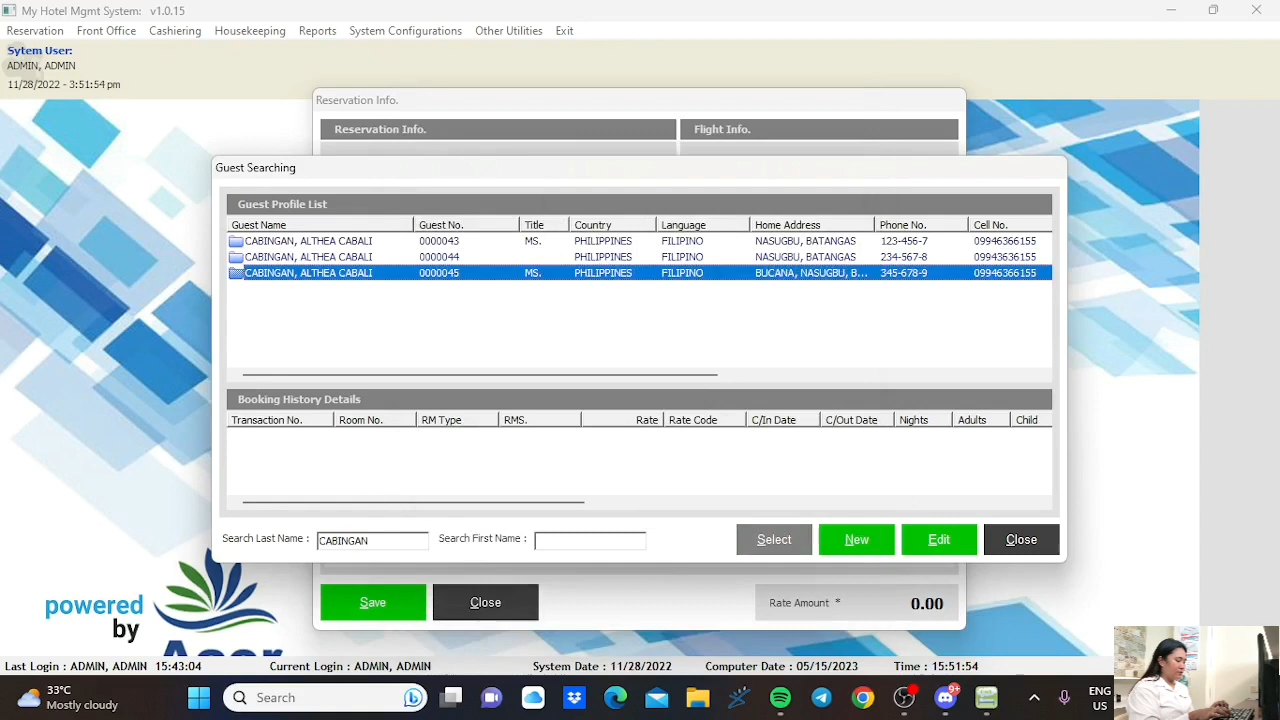 My Hotel Mgmt System: v1.0.15
Reservation Front Office Cashiering Housekeeping Reports System Configurations Other Utilities Exit
Sytem User:
ADMIN, ADMIN
11/28/2022 - 3:51:54 pm
Reservation Info.
Reservation Info. Flight Info.
Guest Searching
Guest Profile List
Guest Name Guest No. Title Country Language Home Address Phone No. Cell No.
CABINGAN, ALTHEA CABALI 0000043 MS. PHILIPPINES FILIPINO NASUGBU, BATANGAS 123-456-7 09946366155
CABINGAN, ALTHEA CABALI 0000044 PHILIPPINES FILIPINO NASUGBU, BATANGAS 234-567-8 09943636155
CABINGAN, ALTHEA CABALI 0000045 MS. PHILIPPINES FILIPINO BUCANA, NASUGBU, B... 345-678-9 09946636155
Booking History Details
Transaction No. Room No. RM Type RMS. Rate Rate Code C/In Date C/Out Date Nights Adults Child
Search Last Name : CABINGAN Search First Name : Select New Edit Close
Save Close Rate Amount * 0.00
powered
by
Last Login : ADMIN, ADMIN 15:43:04 Current Login : ADMIN, ADMIN System Date : 11/28/2022 Computer Date : 05/15/2023 Time : 15:51:54
33°C
Mostly cloudy
Search
9+
ENG
US